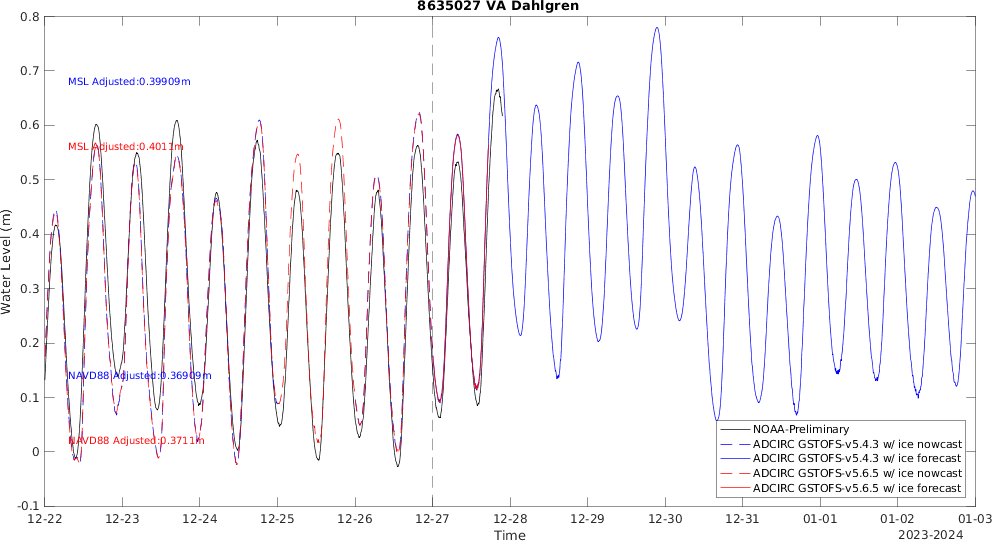 8635027 VA Dahlgren
0.8
0.7
0.6
0.5
0.4
0.3
0.2
0.1
0
-0.1
Water Level (m)
MSL Adjusted:0.39909m
MSL Adjusted:0.4011m
NAVD88 Adjusted:0.36909m
NAVD88 Adjusted:0.3711m
NOAA-Preliminary
ADCIRC GSTOFS-v5.4.3 w/ ice nowcast
ADCIRC GSTOFS-v5.4.3 w/ ice forecast
ADCIRC GSTOFS-v5.6.5 w/ ice nowcast
ADCIRC GSTOFS-v5.6.5 w/ ice forecast
12-22 12-23 12-24 12-25 12-26 12-27 12-28 12-29 12-30 12-31 01-01 01-02 01-03
Time
2023-2024